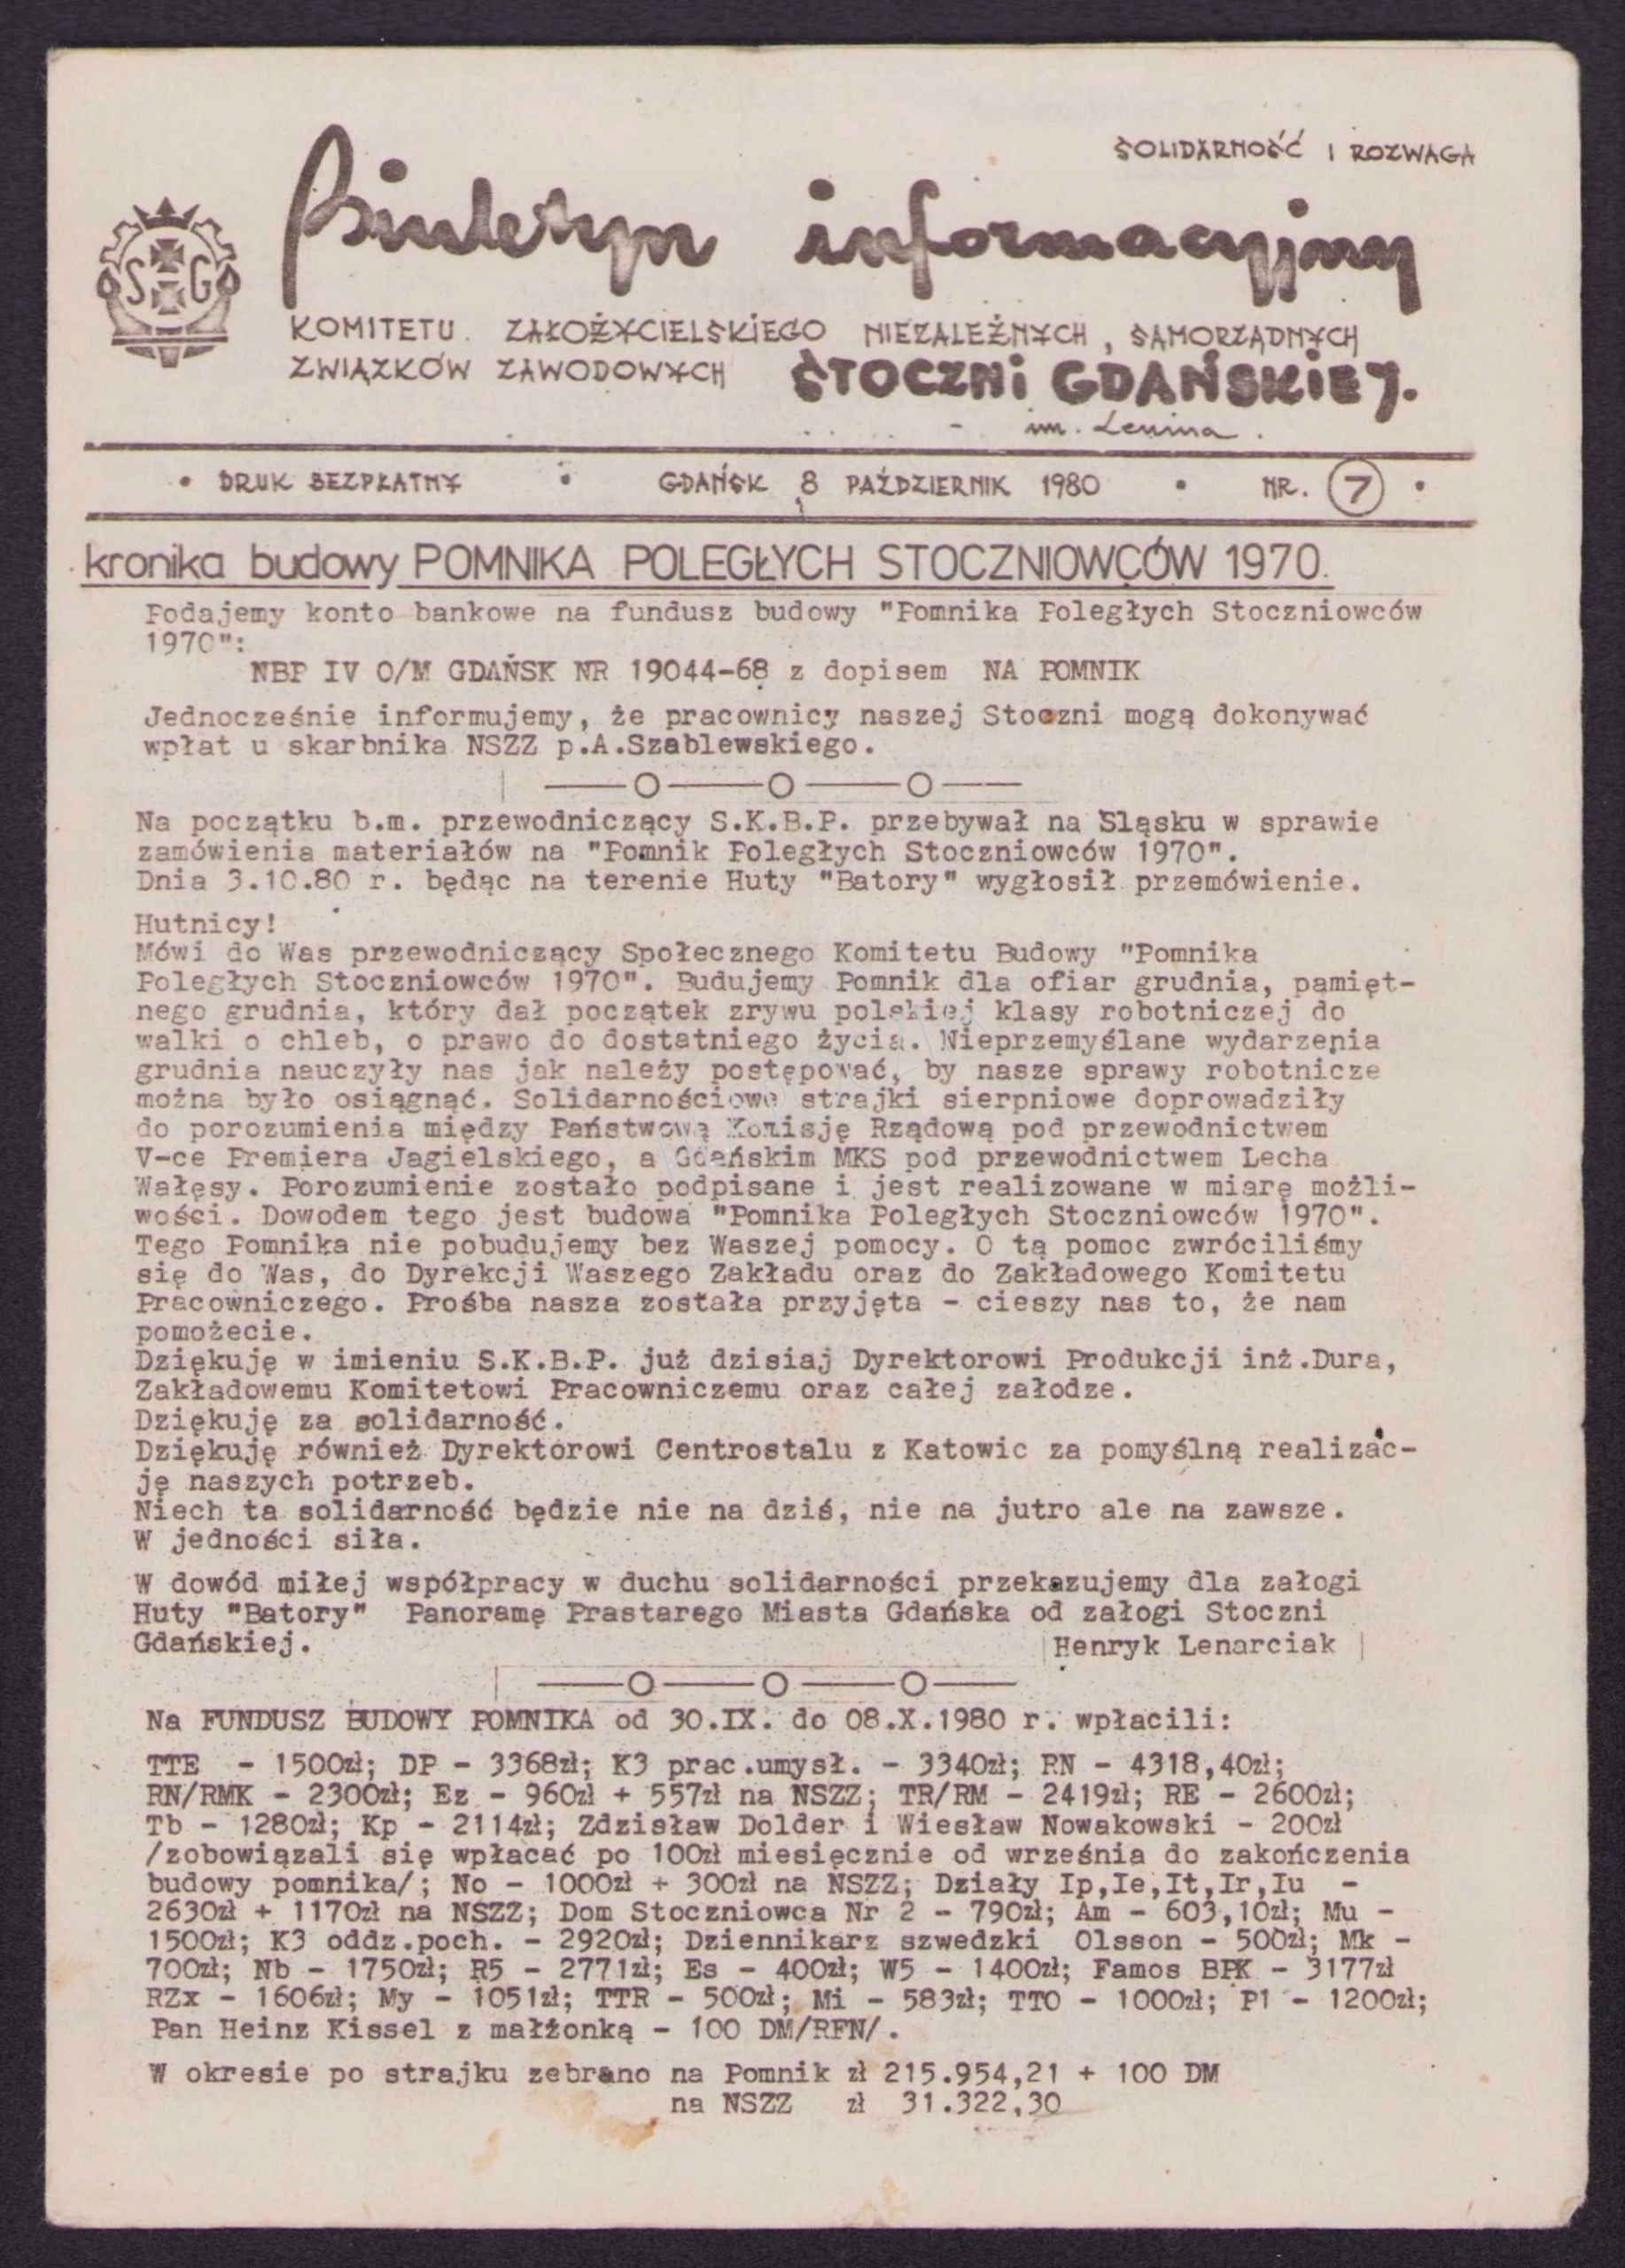 SOLIDARNOŚĆ I ROZWAGA
Biuletyn informacyjny
S G
KOMITETU ZAŁOŻYCIELSKIEGO NIEZALEŻNYCH, SAMORZĄDNYCH
ZWIĄZKÓW ZAWODOWYCH STOCZNI GDAŃSKIEJ.
im. Lenina.
• DRUK BEZPŁATNY • GDAŃSK 8 PAŹDZIERNIK 1980 • NR. 7 •
kronika budowy POMNIKA POLEGŁYCH STOCZNIOWCÓW 1970.
Podajemy konto bankowe na fundusz budowy "Pomnika Poległych Stoczniowców
1970":
NBP IV O/M GDAŃSK NR 19044-68 z dopisem NA POMNIK
Jednocześnie informujemy, że pracownicy naszej Stoczni mogą dokonywać
wpłat u skarbnika NSZZ p.A.Szablewskiego.
Na początku b.m. przewodniczący S.K.B.P. przebywał na Śląsku w sprawie
zamówienia materiałów na "Pomnik Poległych Stoczniowców 1970".
Dnia 3.10.80 r. będąc na terenie Huty "Batory" wygłosił przemówienie.
Hutnicy!
Mówi do Was przewodniczący Społecznego Komitetu Budowy "Pomnika
Poległych Stoczniowców 1970". Budujemy Pomnik dla ofiar grudnia, pamięt-
nego grudnia, który dał początek zrywu polskiej klasy robotniczej do
walki o chleb, o prawo do dostatniego życia. Nieprzemyślane wydarzenia
grudnia nauczyły nas jak należy postępować, by nasze sprawy robotnicze
można było osiągnąć. Solidarnościowe strajki sierpniowe doprowadziły
do porozumienia między Państwową Komisję Rządową pod przewodnictwem
V-ce Premiera Jagielskiego, a Gdańskim MKS pod przewodnictwem Lecha
Wałęsy. Porozumienie zostało podpisane i jest realizowane w miarę możli-
wości. Dowodem tego jest budowa "Pomnika Poległych Stoczniowców 1970".
Tego Pomnika nie pobudujemy bez Waszej pomocy. O tą pomoc zwróciliśmy
się do Was, do Dyrekcji Waszego Zakładu oraz do Zakładowego Komitetu
Pracowniczego. Prośba nasza została przyjęta - cieszy nas to, że nam
pomożecie.
Dziękuję w imieniu S.K.B.P. już dzisiaj Dyrektorowi Produkcji inż.Dura,
Zakładowemu Komitetowi Pracowniczemu oraz całej załodze.
Dziękuję za solidarność.
Dziękuję również Dyrektorowi Centrostalu z Katowic za pomyślną realizac-
ję naszych potrzeb.
Niech ta solidarność będzie nie na dziś, nie na jutro ale na zawsze.
W jedności siła.
W dowód miłej współpracy w duchu solidarności przekazujemy dla załogi
Huty "Batory" Panoramę Prastarego Miasta Gdańska od załogi Stoczni
Gdańskiej. Henryk Lenarciak
Na FUNDUSZ BUDOWY POMNIKA od 30.IX. do 08.X.1980 r. wpłacili:
TTE - 1500zł; DP - 3368zł; K3 prac.umysł. - 3340zł; RN - 4318,40zł;
RN/RMK - 2300zł; Ez - 960zł + 557zł na NSZZ; TR/RM - 2419zł; RE - 2600zł;
Tb - 1280zł; Kp - 2114zł; Zdzisław Dolder i Wiesław Nowakowski - 200zł
/zobowiązali się wpłacać po 100zł miesięcznie od września do zakończenia
budowy pomnika/; No - 1000zł + 300zł na NSZZ; Działy Ip,Ie,It,Ir,Iu -
2630zł + 1170zł na NSZZ; Dom Stoczniowca Nr 2 - 790zł; Am - 603,10zł; Mu -
1500zł; K3 oddz.poch. - 2920zł; Dziennikarz szwedzki Olsson - 500zł; Mk -
700zł; Nb - 1750zł; R5 - 2771zł; Es - 400zł; W5 - 1400zł; Famos BPK - 3177zł
RZx - 1606zł; My - 1051zł; TTR - 500zł; Mi - 583zł; TTO - 1000zł; P1 - 1200zł;
Pan Heinz Kissel z małżonką - 100 DM/RFN/.
W okresie po strajku zebrano na Pomnik zł 215.954,21 + 100 DM
na NSZZ zł 31.322,30